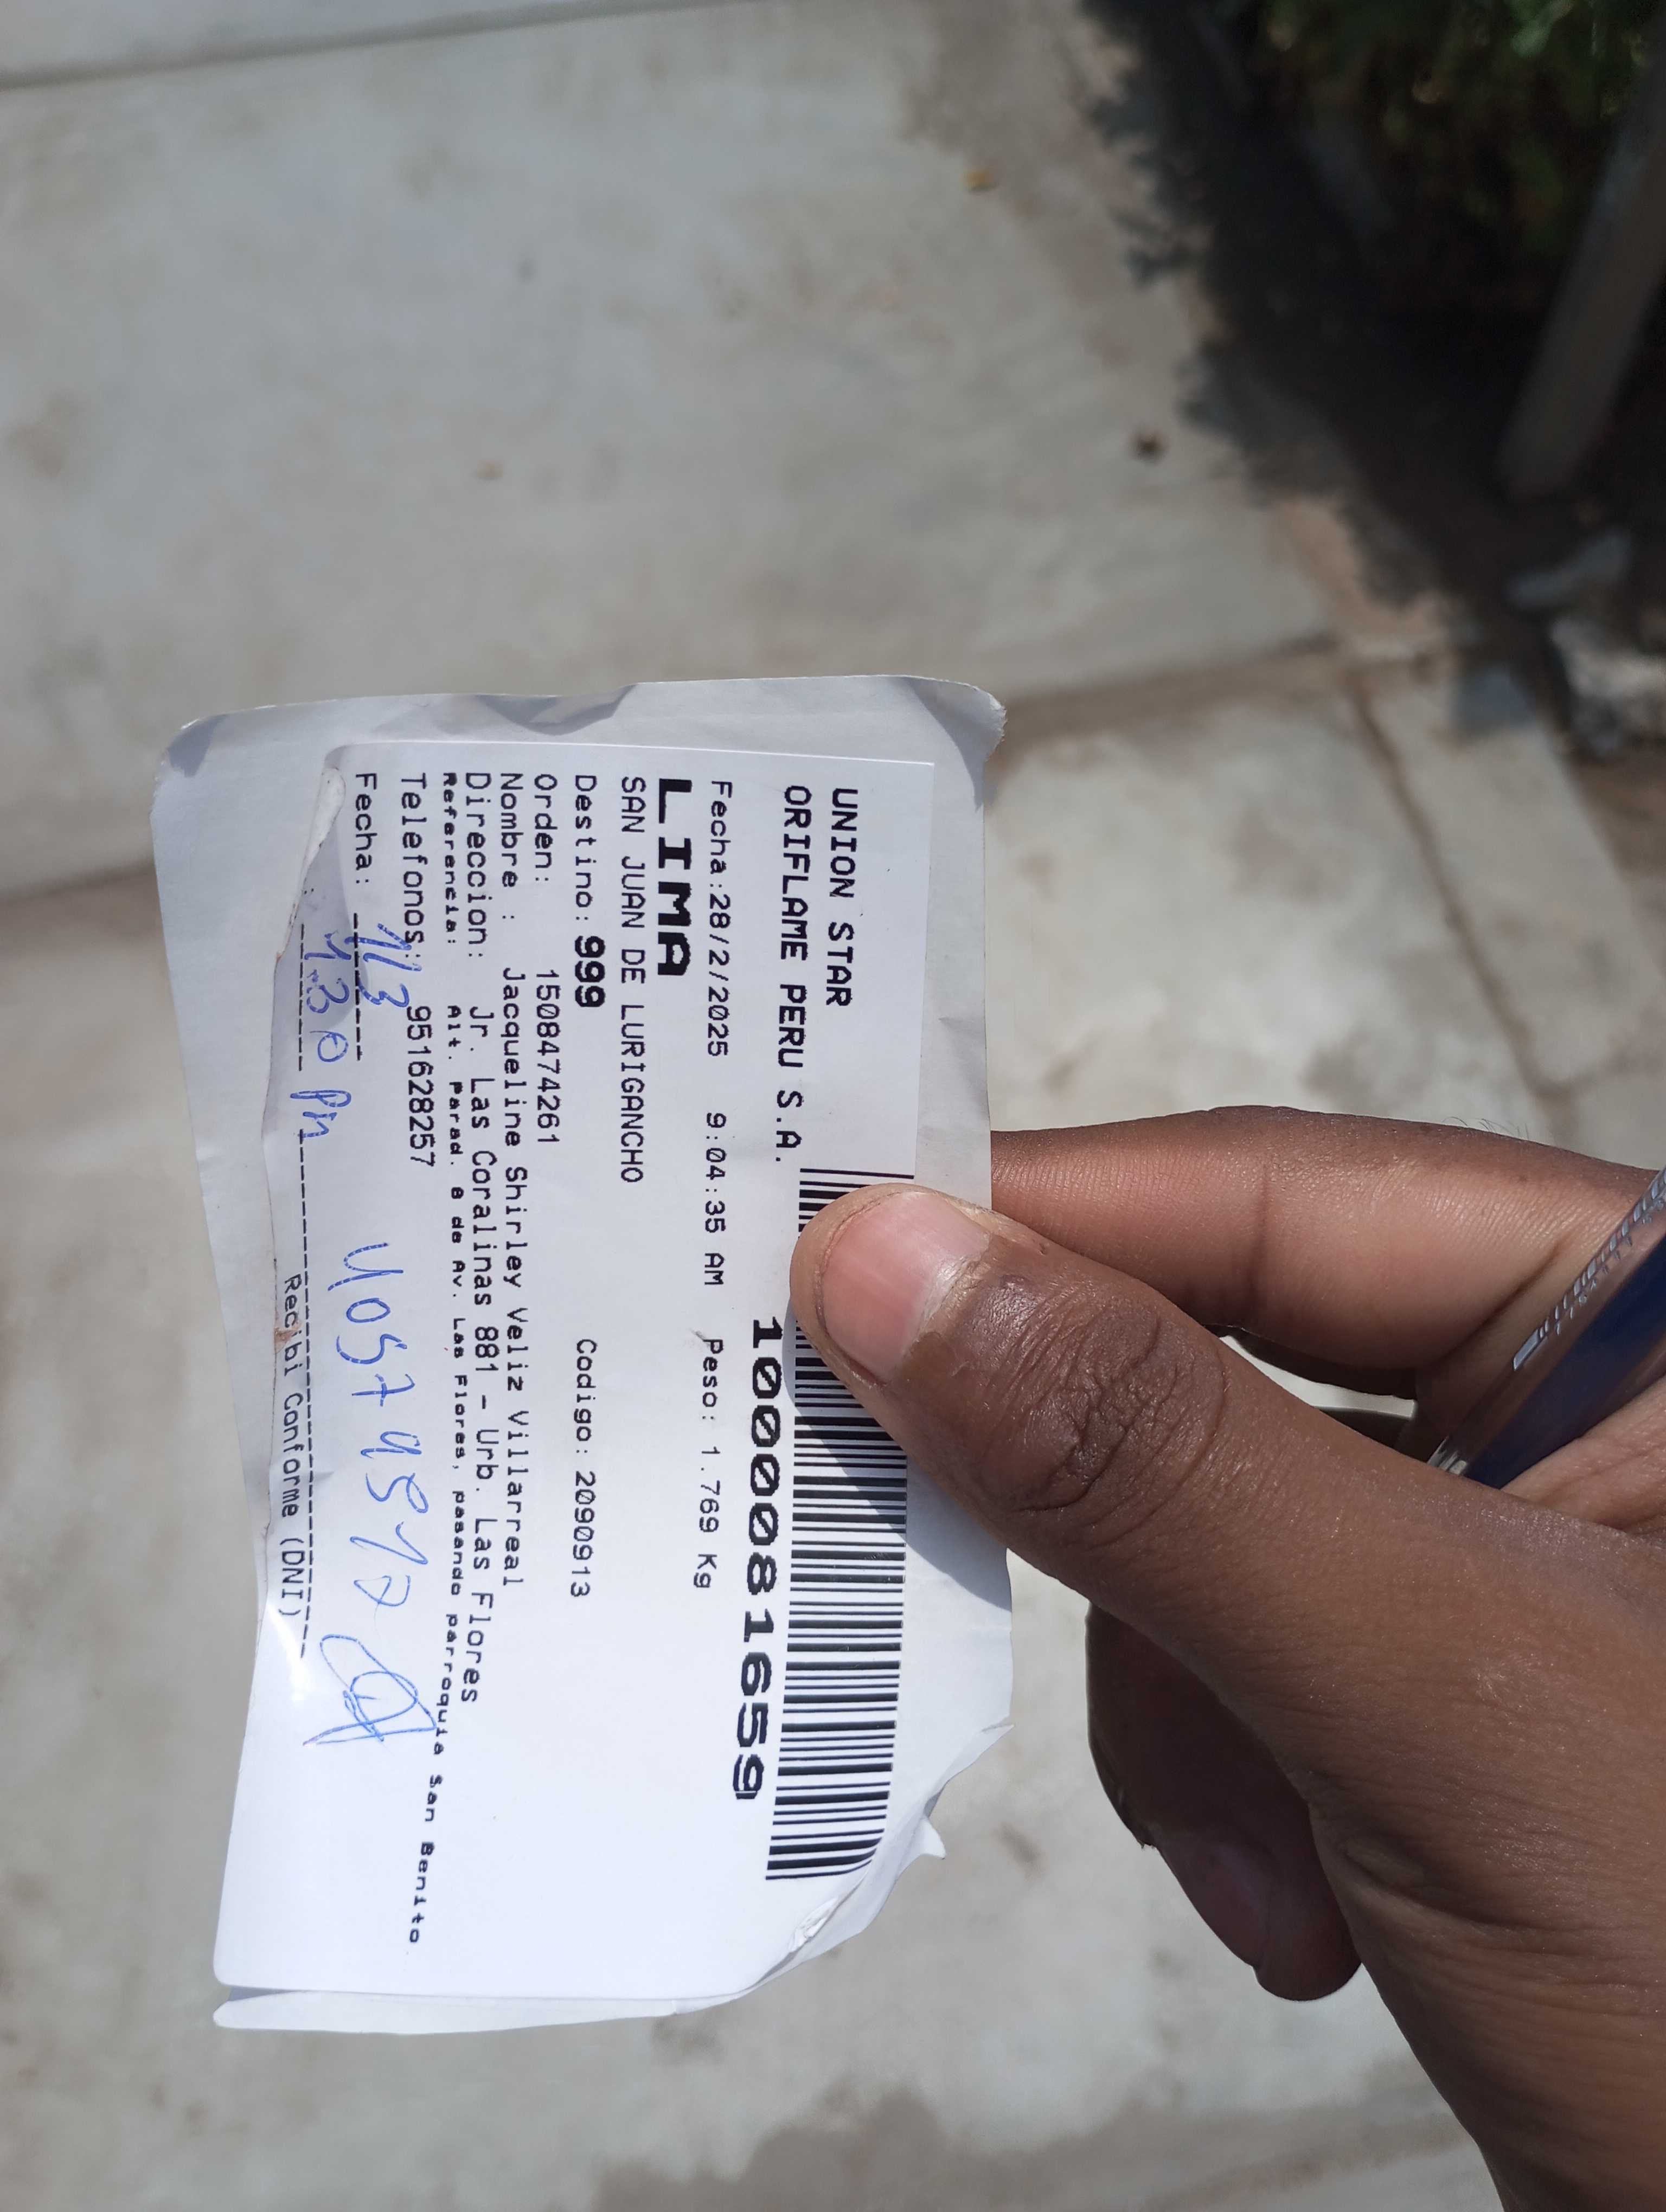 UNION STAR
ORIFLAME PERU S.A.
1000081659
Fecha:28/2/2025 9:04:35 AM Peso: 1.769 Kg
LIMA
SAN JUAN DE LURIGANCHO
Destino: 999 Codigo: 2090913
Orden: 1508474261
Nombre : Jacqueline Shirley Veliz Villarreal
Direccion: Jr. Las Coralinas 881 - Urb. Las Flores
Referencia: Alt. Parad. 8 de Av. Las Flores, pasando parroquia San Benito
Telefonos: 951628257
Fecha: 1/3
: 4:30 pm
Recibi Conforme (DNI)